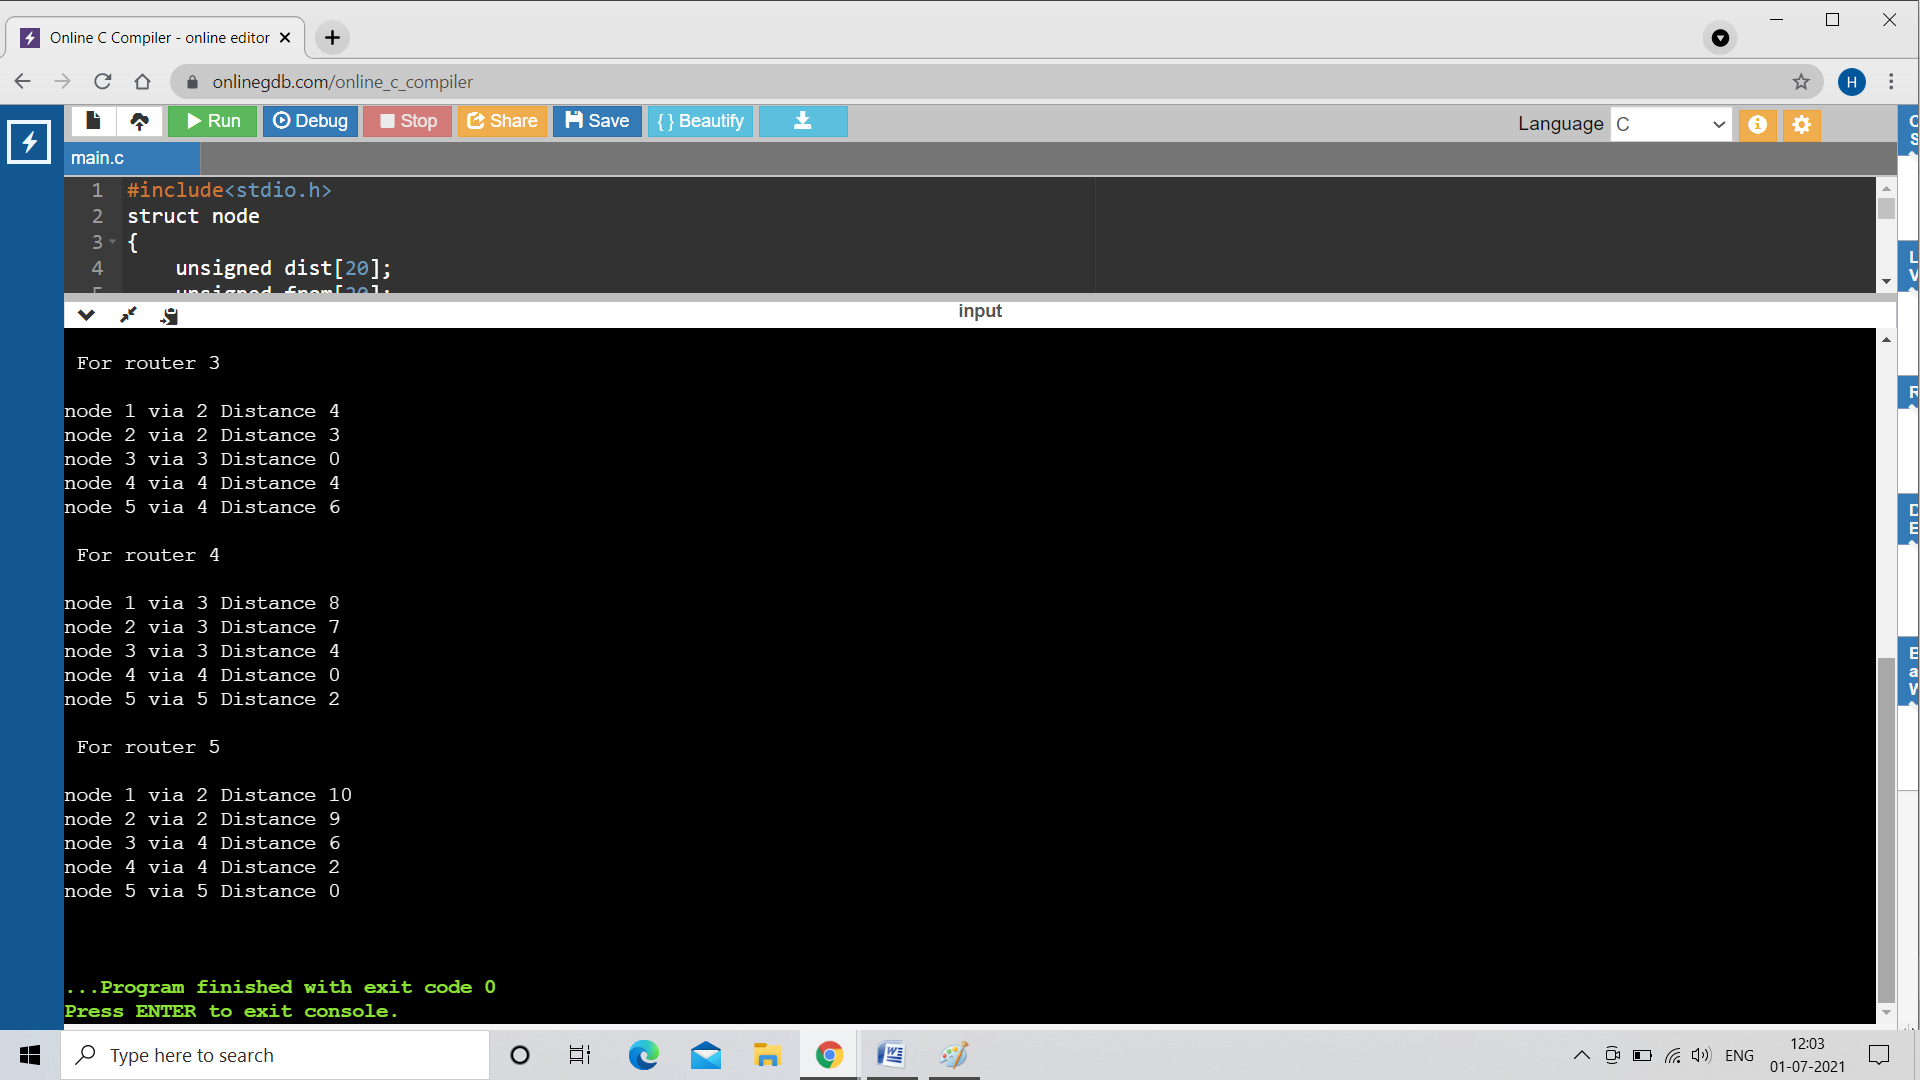 Online C Compiler - online editor
onlinegdb.com/online_c_compiler
H
Run
Debug
Stop
Share
Save
{ } Beautify
Language
C
main.c
1 #include<stdio.h>
2 struct node
3 {
4 unsigned dist[20];
5 unsigned from[20];
input
For router 3
node 1 via 2 Distance 4
node 2 via 2 Distance 3
node 3 via 3 Distance 0
node 4 via 4 Distance 4
node 5 via 4 Distance 6
For router 4
node 1 via 3 Distance 8
node 2 via 3 Distance 7
node 3 via 3 Distance 4
node 4 via 4 Distance 0
node 5 via 5 Distance 2
For router 5
node 1 via 2 Distance 10
node 2 via 2 Distance 9
node 3 via 4 Distance 6
node 4 via 4 Distance 2
node 5 via 5 Distance 0
...Program finished with exit code 0
Press ENTER to exit console.
Type here to search
ENG
12:03
01-07-2021